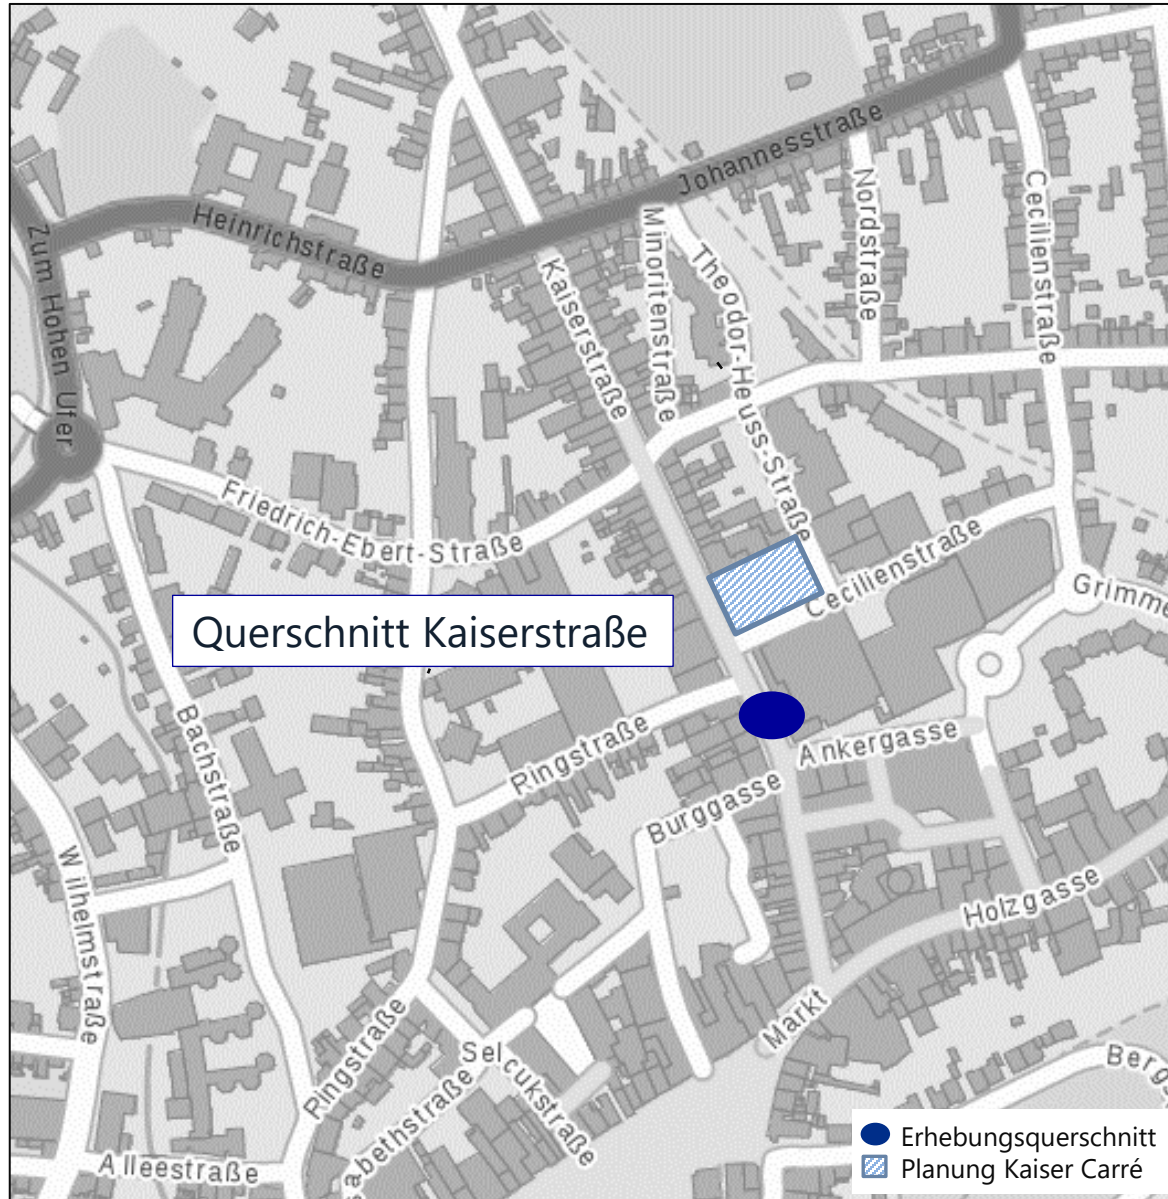 Johannesstraße
Heinrichstraße
Zum Hohen Ufer
Kaiserstraße
Minoritenstraße
Theodor-Heuss-Straße
Nordstraße
Cecilienstraße
Friedrich-Ebert-Straße
Cecilienstraße
Grimme
Querschnitt Kaiserstraße
Bachstraße
Ringstraße
Ankergasse
Burggasse
Wilhelmstraße
Holzgasse
Markt
Ringstraße
Selcukstraße
sabethstraße
Alleestraße
Berg
Erhebungsquerschnitt
Planung Kaiser Carré